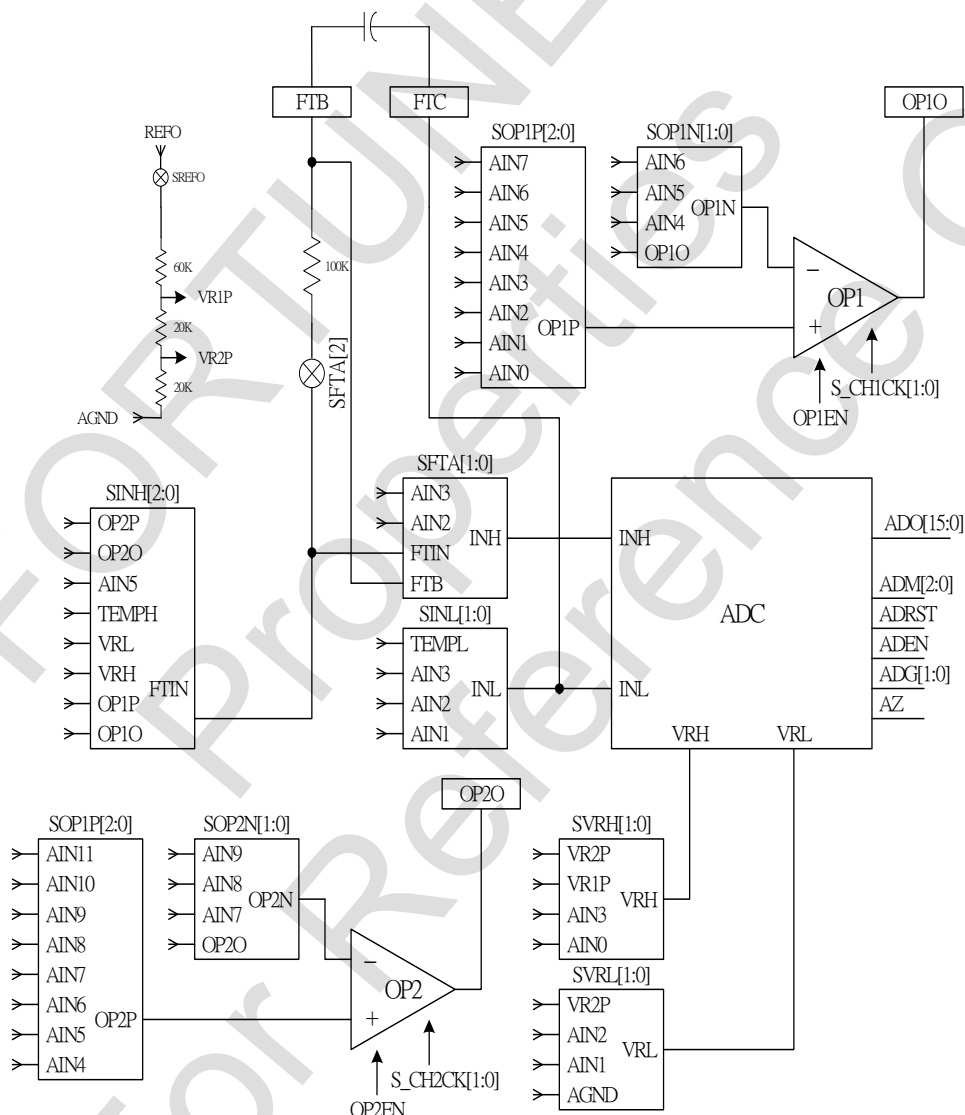 FTB
FTC
OP1O
REFO
SREFO
60K
VR1P
20K
VR2P
20K
AGND
100K
SFTA[2]
SOP1P[2:0]
AIN7
AIN6
AIN5
AIN4
AIN3
AIN2
AIN1
AIN0
OP1P
SOP1N[1:0]
AIN6
AIN5
AIN4
OP1O
OP1N
OP1
S_CH1CK[1:0]
OP1EN
SINH[2:0]
OP2P
OP2O
AIN5
TEMPH
VRL
VRH
OP1P
OP1O
FTIN
SFTA[1:0]
AIN3
AIN2
FTIN
FTB
INH
SINL[1:0]
TEMPL
AIN3
AIN2
AIN1
INL
INH
INL
ADC
VRH
VRL
ADO[15:0]
ADM[2:0]
ADRST
ADEN
ADG[1:0]
AZ
SOP1P[2:0]
AIN11
AIN10
AIN9
AIN8
AIN7
AIN6
AIN5
AIN4
OP2P
SOP2N[1:0]
AIN9
AIN8
AIN7
OP2O
OP2N
OP2O
OP2
S_CH2CK[1:0]
OP2EN
SVRH[1:0]
VR2P
VR1P
AIN3
AIN0
VRH
SVRL[1:0]
VR2P
AIN2
AIN1
AGND
VRL
FORTUNE
Properties
For Reference